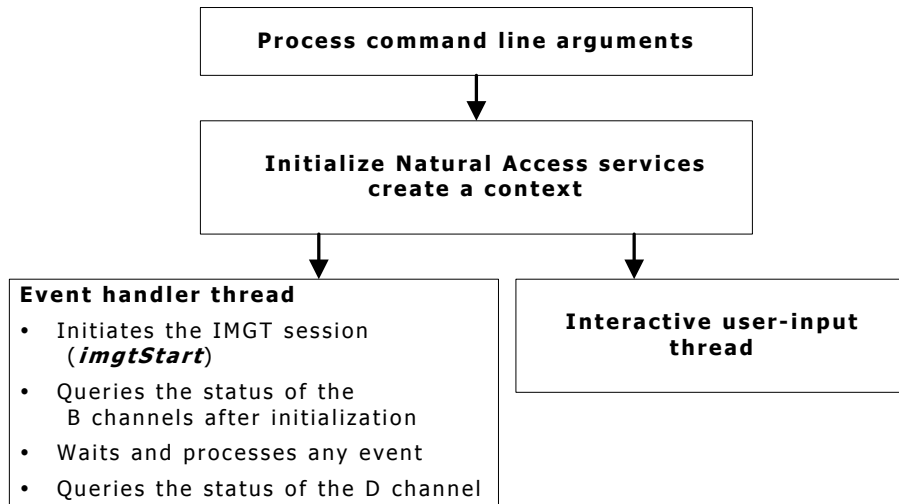 Process command line arguments
Initialize Natural Access services
create a context
Event handler thread
• Initiates the IMGT session
(imgtStart)
• Queries the status of the
B channels after initialization
• Waits and processes any event
• Queries the status of the D channel
Interactive user-input
thread